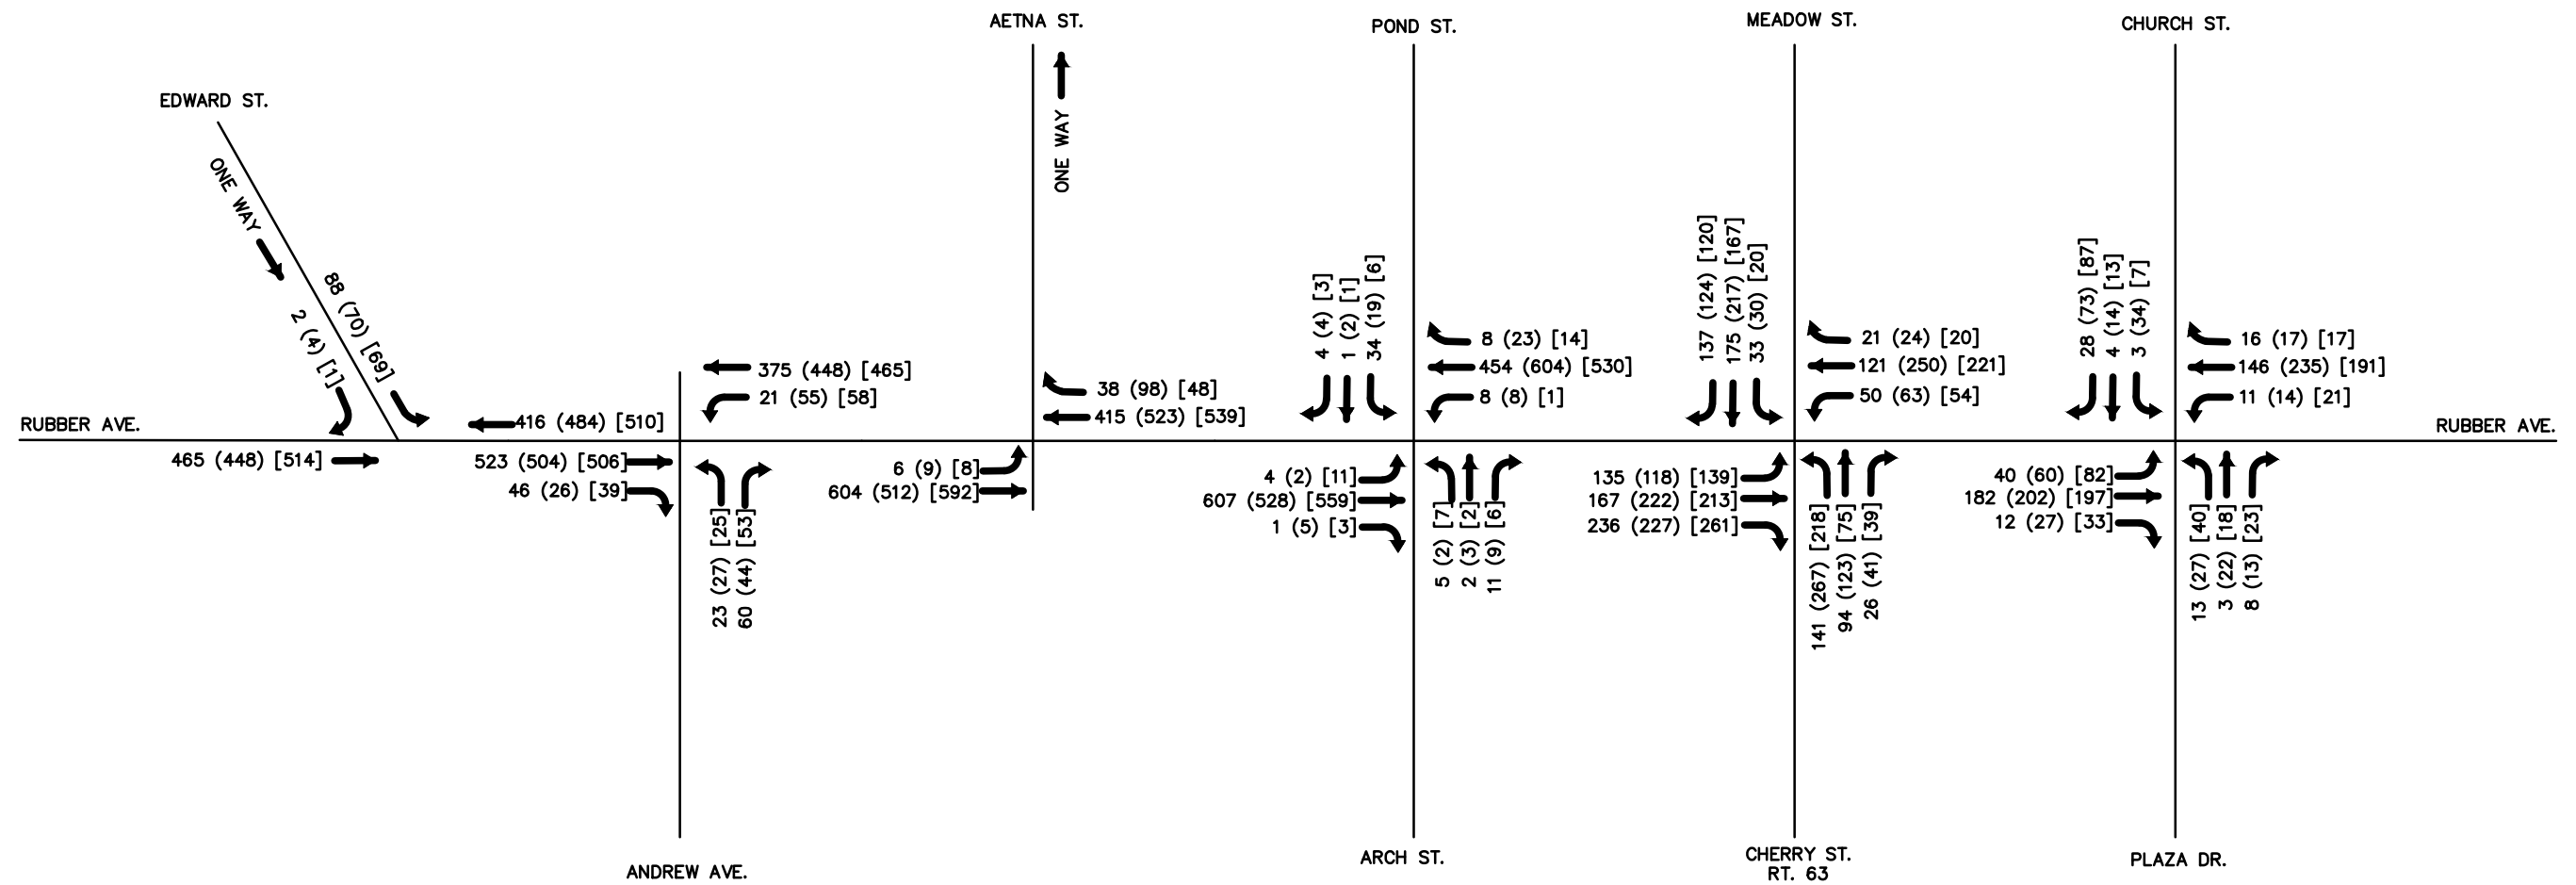 AETNA ST.
POND ST.
MEADOW ST.
CHURCH ST.
EDWARD ST.
ONE WAY
ONE WAY
88 (70) [69]
2 (4) [1]
RUBBER AVE.
465 (448) [514]
416 (484) [510]
523 (504) [506]
46 (26) [39]
375 (448) [465]
21 (55) [58]
23 (27) [25]
60 (44) [53]
ANDREW AVE.
38 (98) [48]
415 (523) [539]
6 (9) [8]
604 (512) [592]
4 (4) [3]
1 (2) [1]
34 (19) [6]
8 (23) [14]
454 (604) [530]
8 (8) [1]
4 (2) [11]
607 (528) [559]
1 (5) [3]
5 (2) [7]
2 (3) [2]
11 (9) [6]
ARCH ST.
137 (124) [120]
175 (217) [167]
33 (30) [20]
21 (24) [20]
121 (250) [221]
50 (63) [54]
135 (118) [139]
167 (222) [213]
236 (227) [261]
141 (267) [218]
94 (123) [75]
26 (41) [39]
CHERRY ST.
RT. 63
28 (73) [87]
4 (14) [13]
3 (34) [7]
16 (17) [17]
146 (235) [191]
11 (14) [21]
40 (60) [82]
182 (202) [197]
12 (27) [33]
13 (27) [40]
3 (22) [18]
8 (13) [23]
PLAZA DR.
RUBBER AVE.